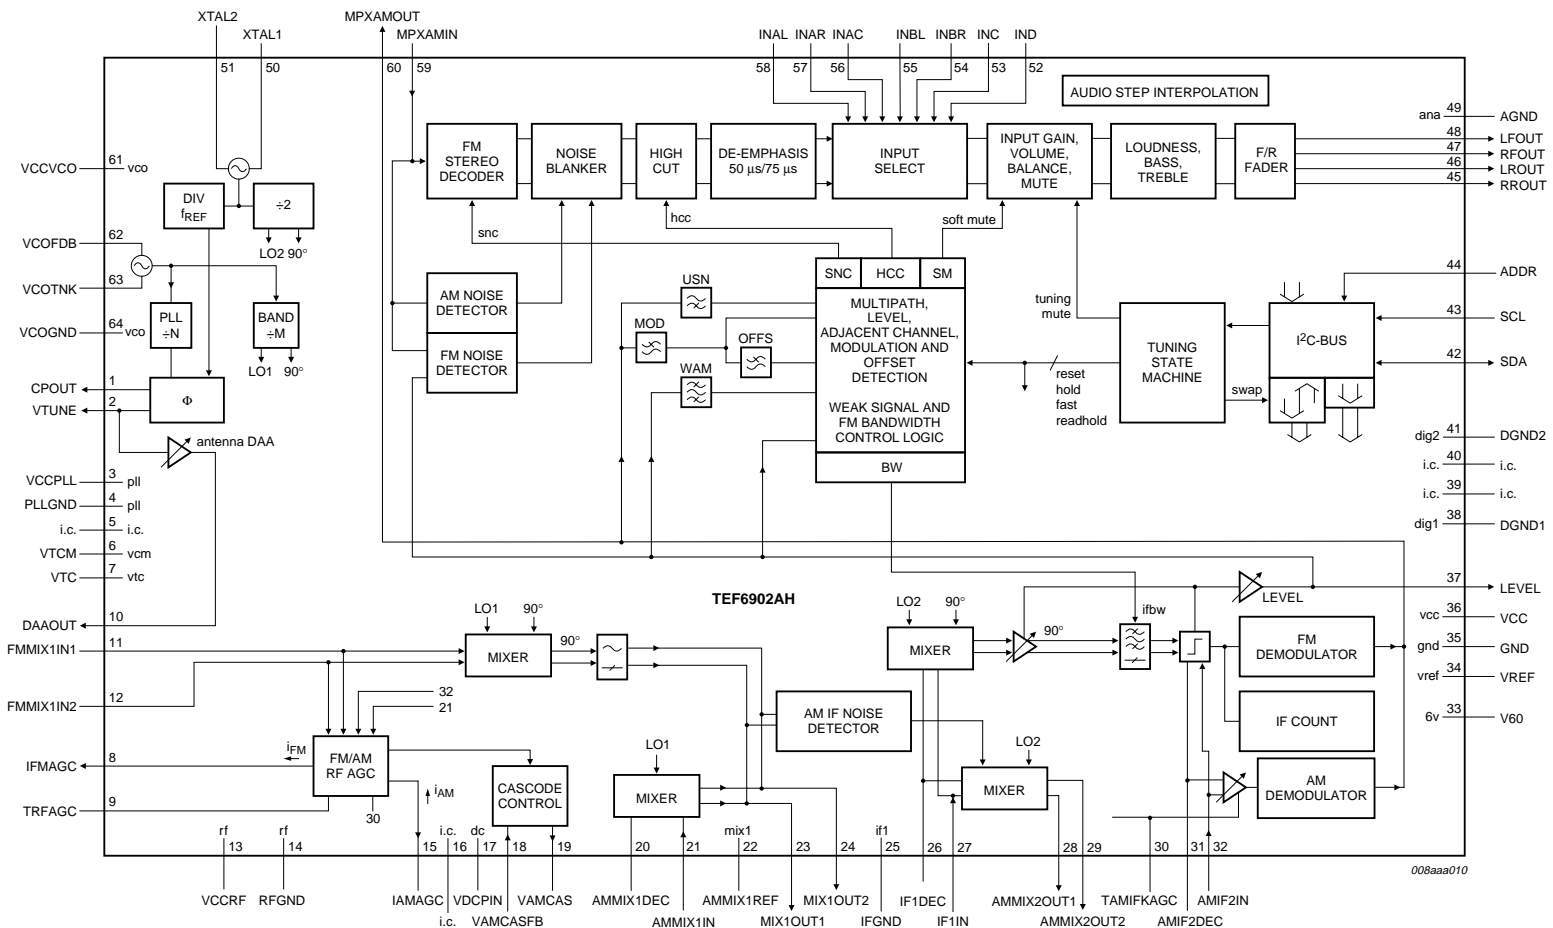 XTAL2
XTAL1
MPXAMOUT
MPXAMIN
INAL
INAR
INAC
INBL
INBR
INC
IND
51
50
60
59
58
57
56
55
54
53
52
AUDIO STEP INTERPOLATION
VCCVCO
61
vco
DIV
fREF
÷2
LO2 90°
VCOFDB
62
VCOTNK
63
VCOGND
64
vco
PLL
÷N
BAND
÷M
LO1 90°
CPOUT
1
VTUNE
2
Φ
antenna DAA
VCCPLL
3
pll
PLLGND
4
pll
i.c.
5
i.c.
VTCM
6
vcm
VTC
7
vtc
DAAOUT
10
FMMIX1IN1
11
FMMIX1IN2
12
IFMAGC
8
TRFAGC
9
FM
STEREO
DECODER
NOISE
BLANKER
HIGH
CUT
DE-EMPHASIS
50 μs/75 μs
INPUT
SELECT
INPUT GAIN,
VOLUME,
BALANCE,
MUTE
LOUDNESS,
BASS,
TREBLE
F/R
FADER
ana
49
AGND
48
LFOUT
47
RFOUT
46
LROUT
45
RROUT
snc
hcc
soft mute
AM NOISE
DETECTOR
FM NOISE
DETECTOR
USN
MOD
OFFS
WAM
SNC
HCC
SM
MULTIPATH,
LEVEL,
ADJACENT CHANNEL,
MODULATION AND
OFFSET
DETECTION
WEAK SIGNAL AND
FM BANDWIDTH
CONTROL LOGIC
BW
tuning
mute
reset
hold
fast
readhold
TUNING
STATE
MACHINE
swap
I2C-BUS
44
ADDR
43
SCL
42
SDA
dig2
41
DGND2
i.c.
40
i.c.
i.c.
39
i.c.
dig1
38
DGND1
37
LEVEL
vcc
36
VCC
gnd
35
GND
vref
34
VREF
6v
33
V60
TEF6902AH
LO1
90°
MIXER
90°
32
21
FM/AM
RF AGC
iFM
iAM
30
CASCODE
CONTROL
LO1
MIXER
AM IF NOISE
DETECTOR
LO2
90°
MIXER
90°
ifbw
LEVEL
FM
DEMODULATOR
IF COUNT
AM
DEMODULATOR
LO2
MIXER
rf
13
rf
14
15
i.c.
16
dc
17
18
19
20
21
mix1
22
23
24
if1
25
26
27
28
29
30
31
32
008aaa010
VCCRF
RFGND
IAMAGC
i.c.
VDCPIN
VAMCASFB
VAMCAS
AMMIX1DEC
AMMIX1IN
AMMIX1REF
MIX1OUT1
MIX1OUT2
IFGND
IF1DEC
IF1IN
AMMIX2OUT1
AMMIX2OUT2
TAMIFKAGC
AMIF2DEC
AMIF2IN